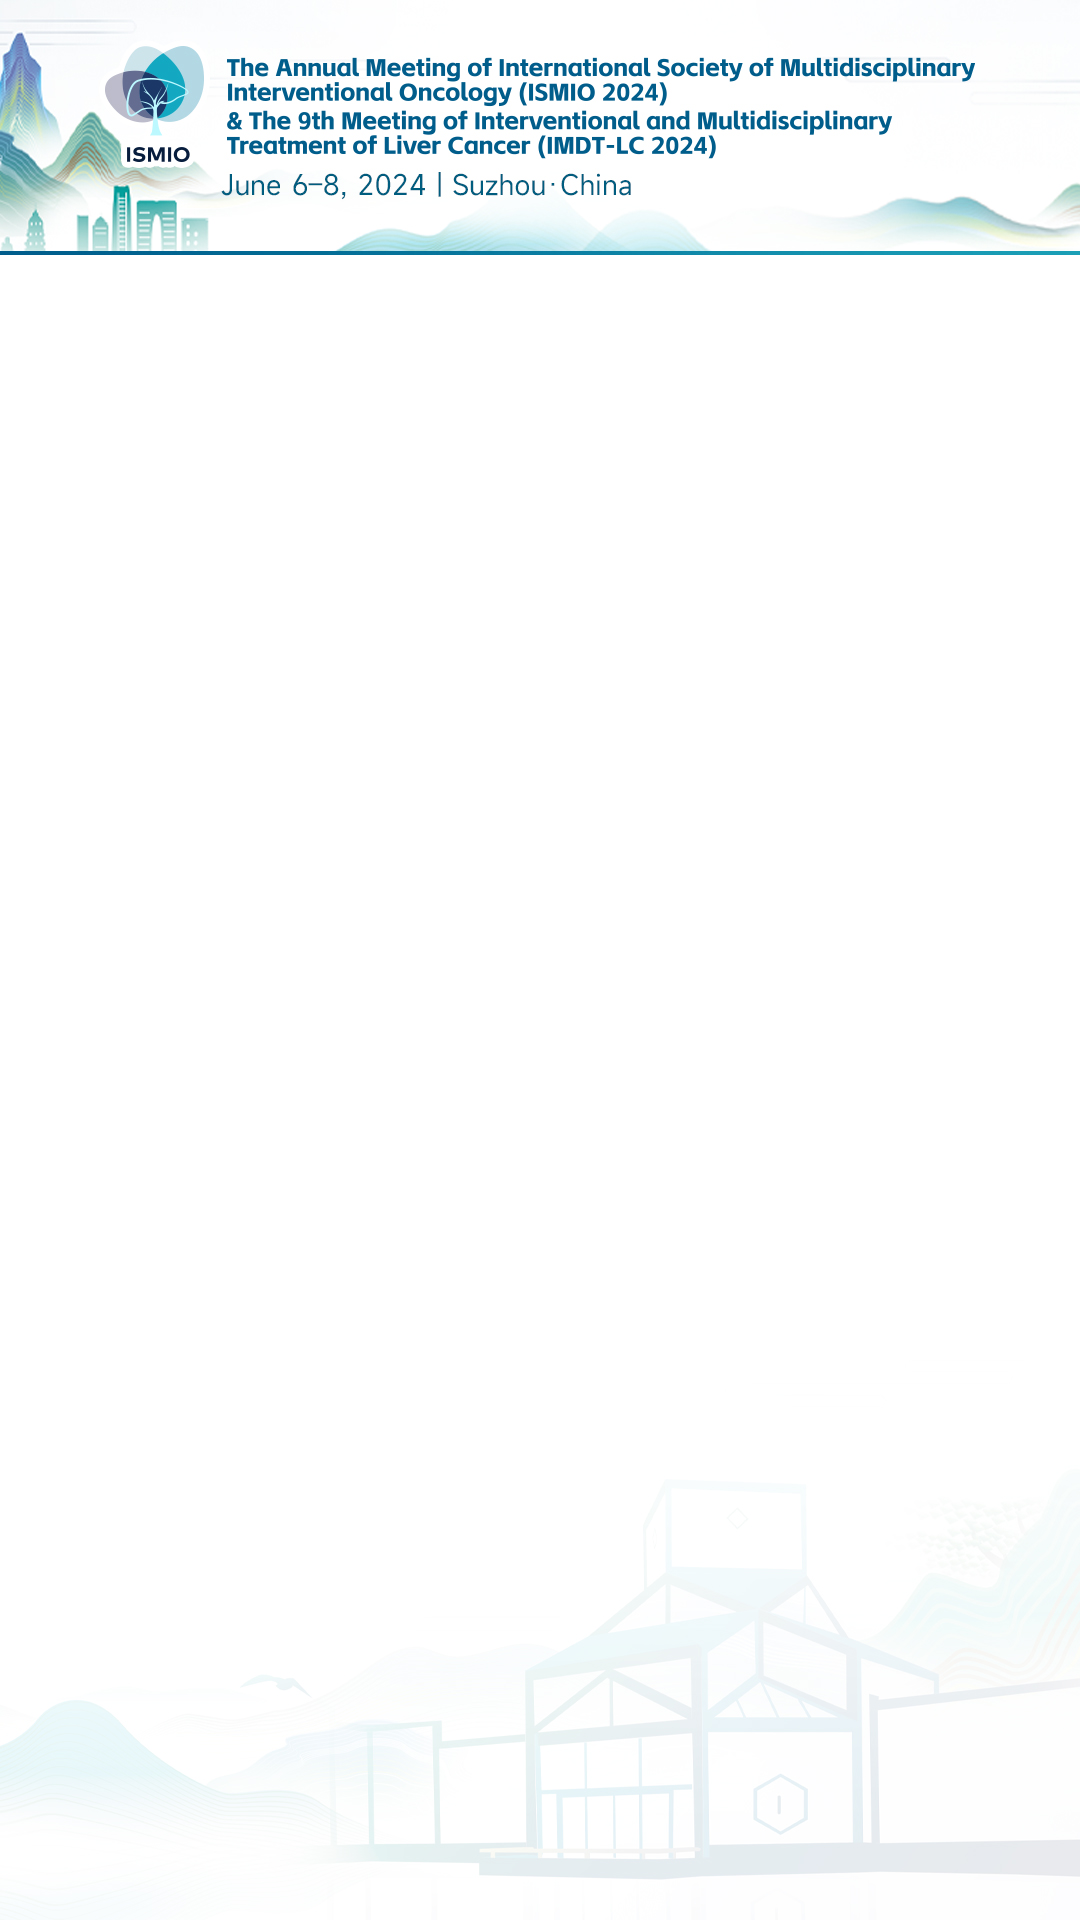 ISMIO
The Annual Meeting of International Society of Multidisciplinary
Interventional Oncology (ISMIO 2024)
& The 9th Meeting of Interventional and Multidisciplinary
Treatment of Liver Cancer (IMDT-LC 2024)
June 6–8, 2024 | Suzhou·China